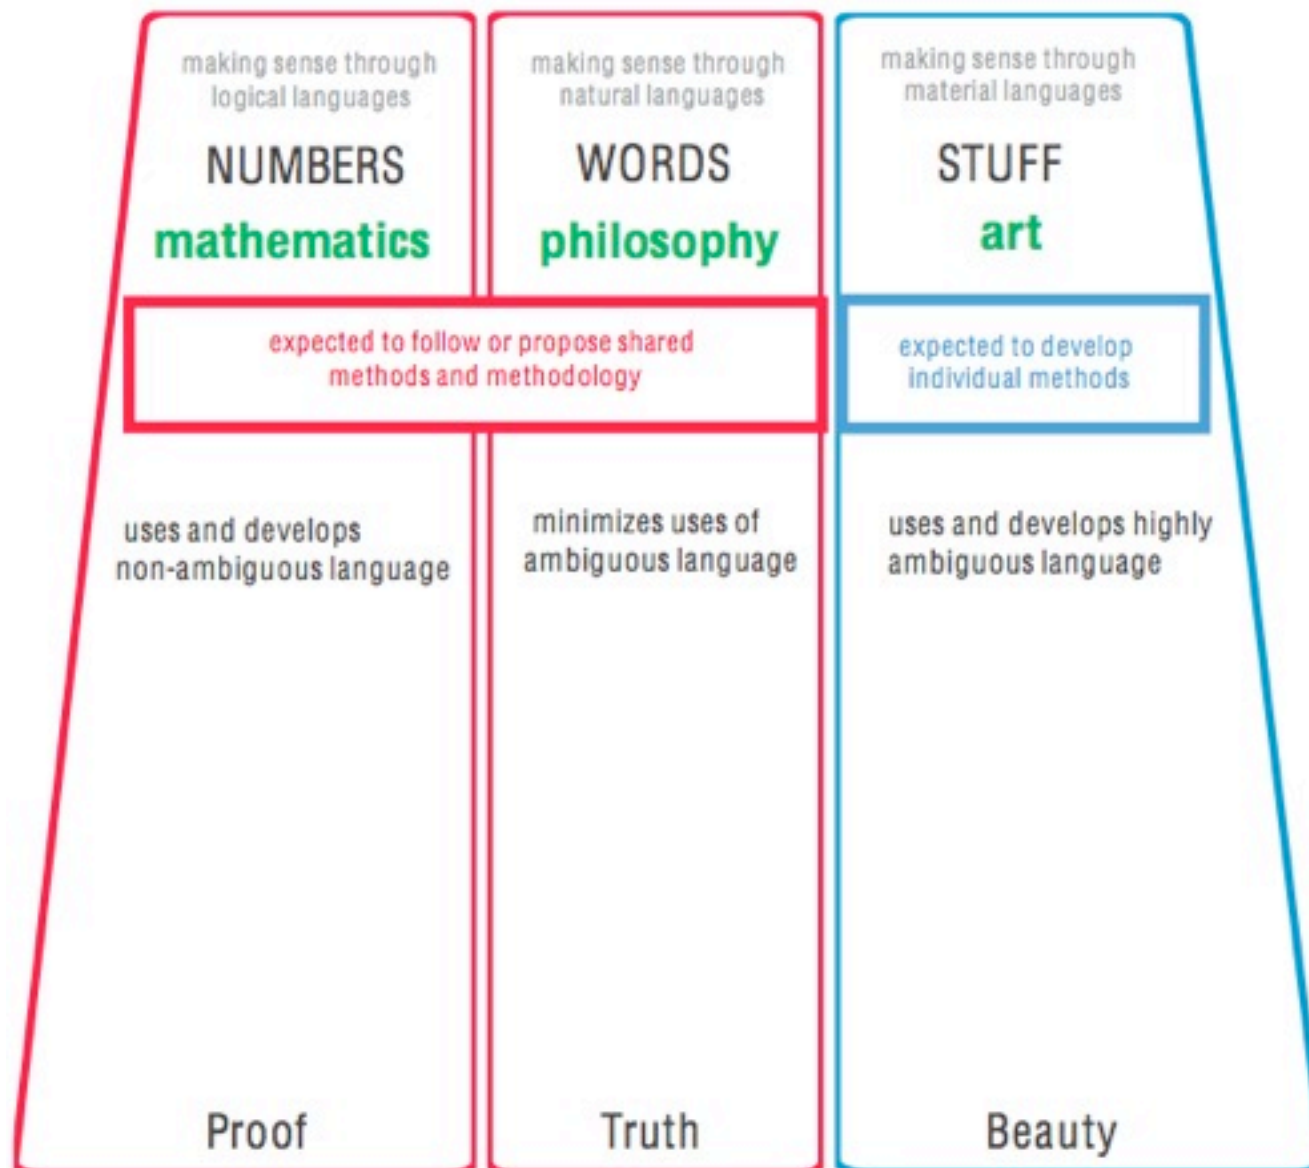 making sense through
logical languages
NUMBERS
mathematics
making sense through
natural languages
WORDS
philosophy
making sense through
material languages
STUFF
art
expected to follow or propose shared
methods and methodology
expected to develop
individual methods
uses and develops
non-ambiguous language
minimizes uses of
ambiguous language
uses and develops highly
ambiguous language
Proof
Truth
Beauty